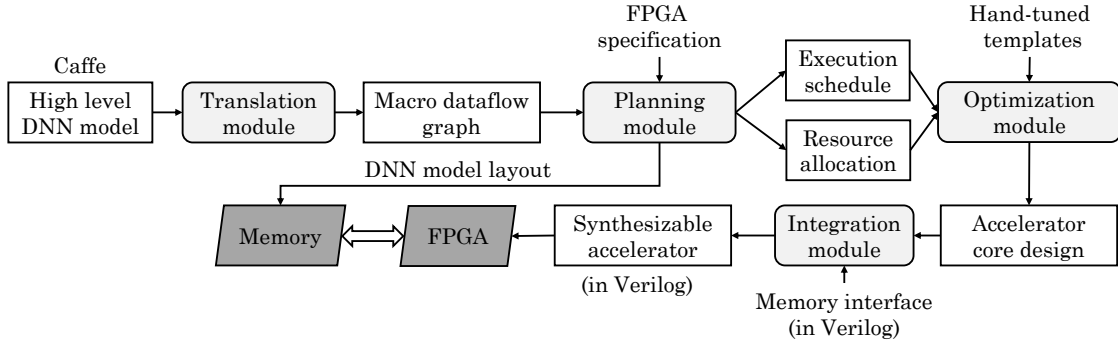 FPGA
specification
Hand-tuned
templates
Caffe
High level
DNN model
Translation
module
Macro dataflow
graph
Planning
module
Execution
schedule
Resource
allocation
Optimization
module
DNN model layout
Memory
FPGA
Synthesizable
accelerator
(in Verilog)
Integration
module
Accelerator
core design
Memory interface
(in Verilog)